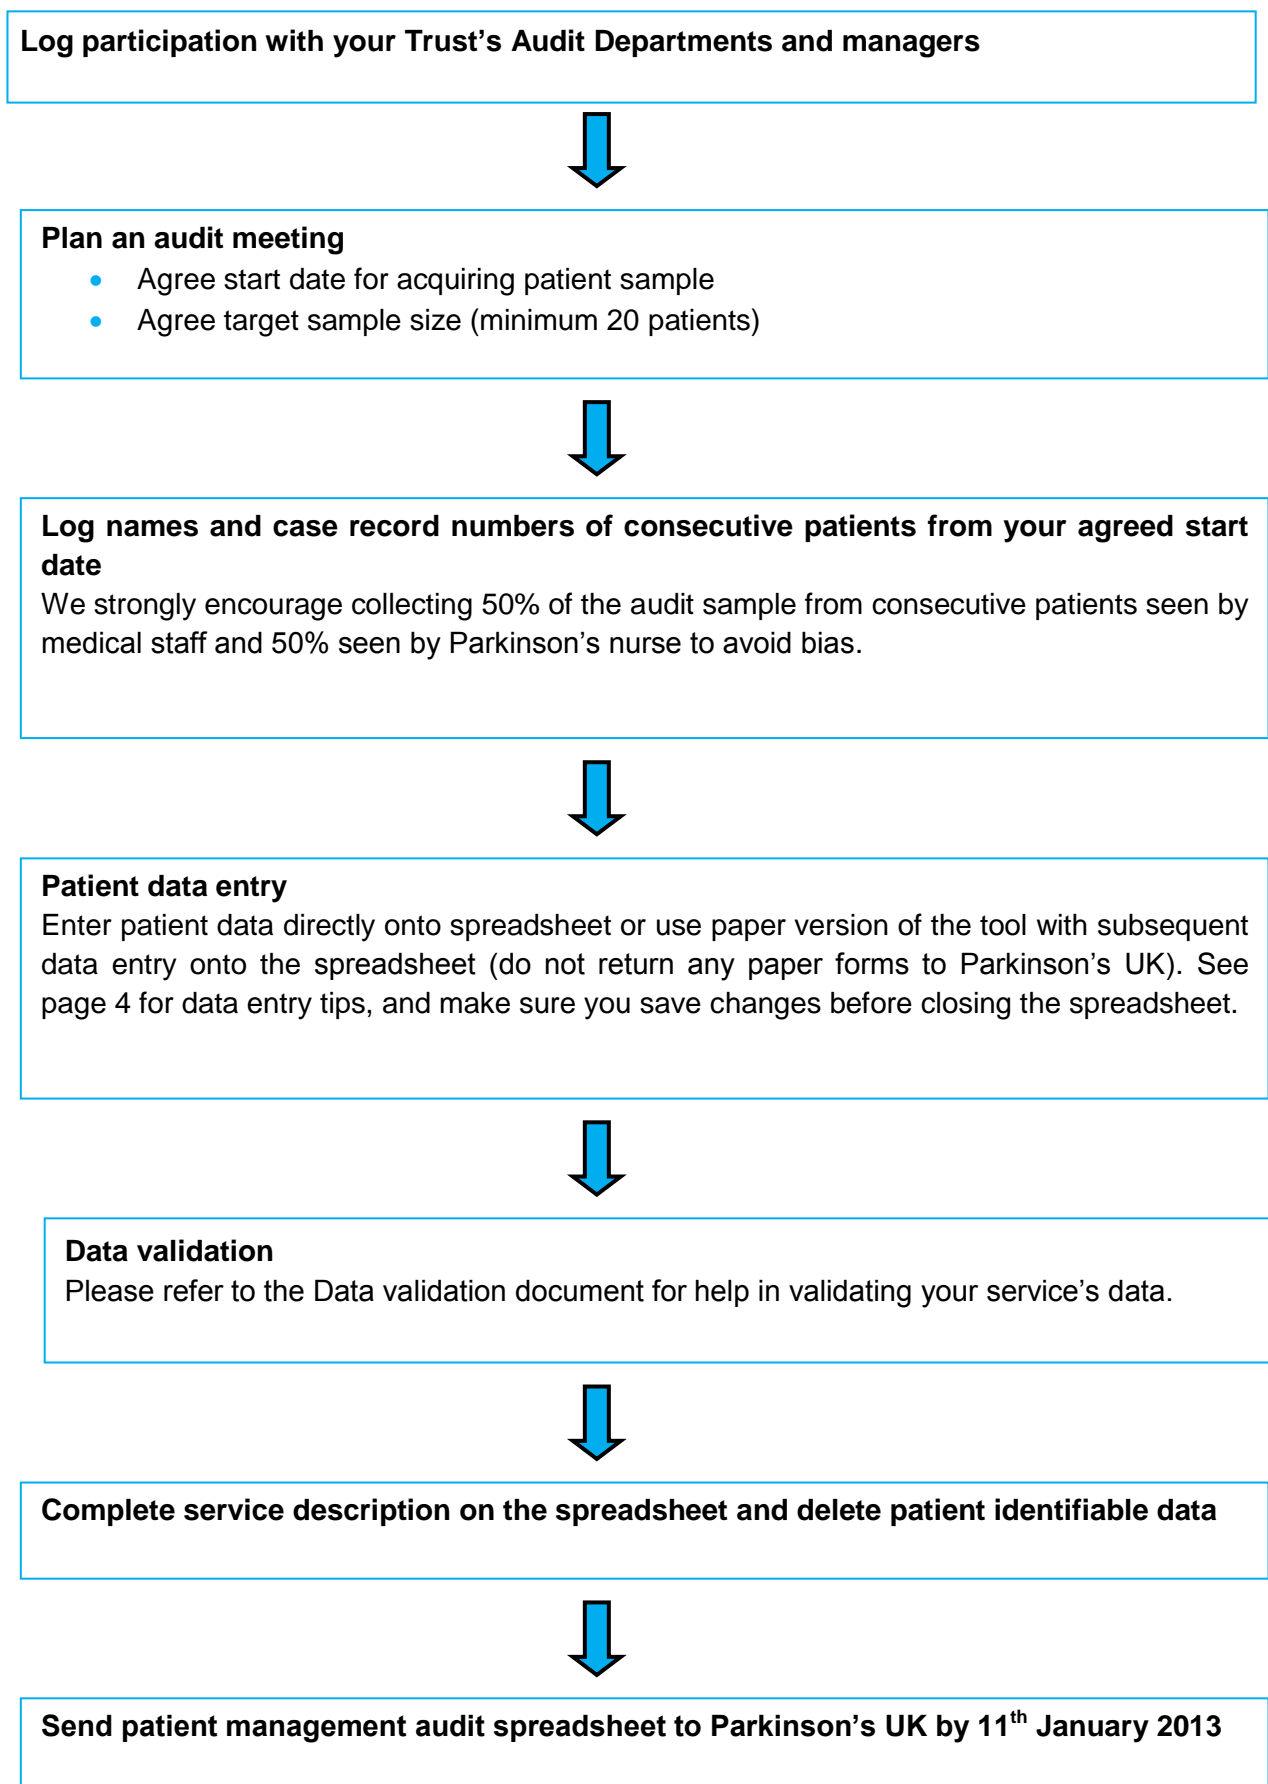 Log participation with your Trust’s Audit Departments and managers
Plan an audit meeting
• Agree start date for acquiring patient sample
• Agree target sample size (minimum 20 patients)
Log names and case record numbers of consecutive patients from your agreed start
date
We strongly encourage collecting 50% of the audit sample from consecutive patients seen by
medical staff and 50% seen by Parkinson’s nurse to avoid bias.
Patient data entry
Enter patient data directly onto spreadsheet or use paper version of the tool with subsequent
data entry onto the spreadsheet (do not return any paper forms to Parkinson’s UK). See
page 4 for data entry tips, and make sure you save changes before closing the spreadsheet.
Data validation
Please refer to the Data validation document for help in validating your service’s data.
Complete service description on the spreadsheet and delete patient identifiable data
Send patient management audit spreadsheet to Parkinson’s UK by 11th January 2013